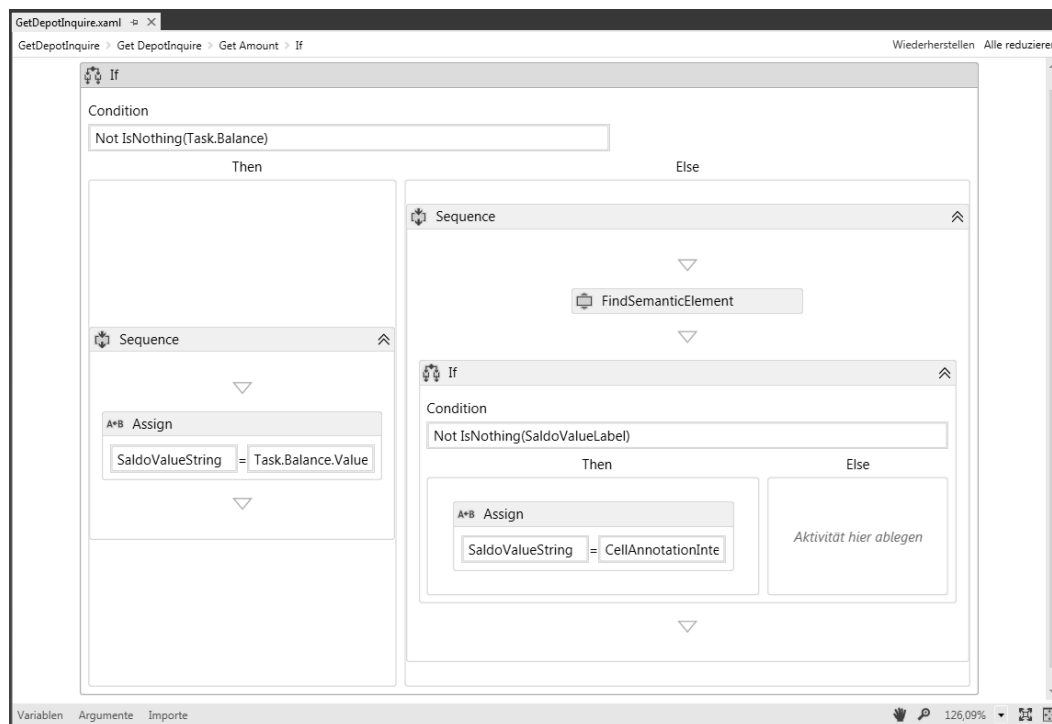 GetDepotInquire.xaml
GetDepotInquire > Get DepotInquire > Get Amount > If
Wiederherstellen Alle reduzieren
If
Condition
Not IsNothing(Task.Balance)
Then
Else
Sequence
FindSemanticElement
Sequence
If
Condition
Not IsNothing(SaldoValueLabel)
Then
Else
A+B Assign
SaldoValueString = Task.Balance.Value
A+B Assign
SaldoValueString = CellAnnotationInte
Aktivität hier ablegen
Variablen Argumente Importe
126,09%